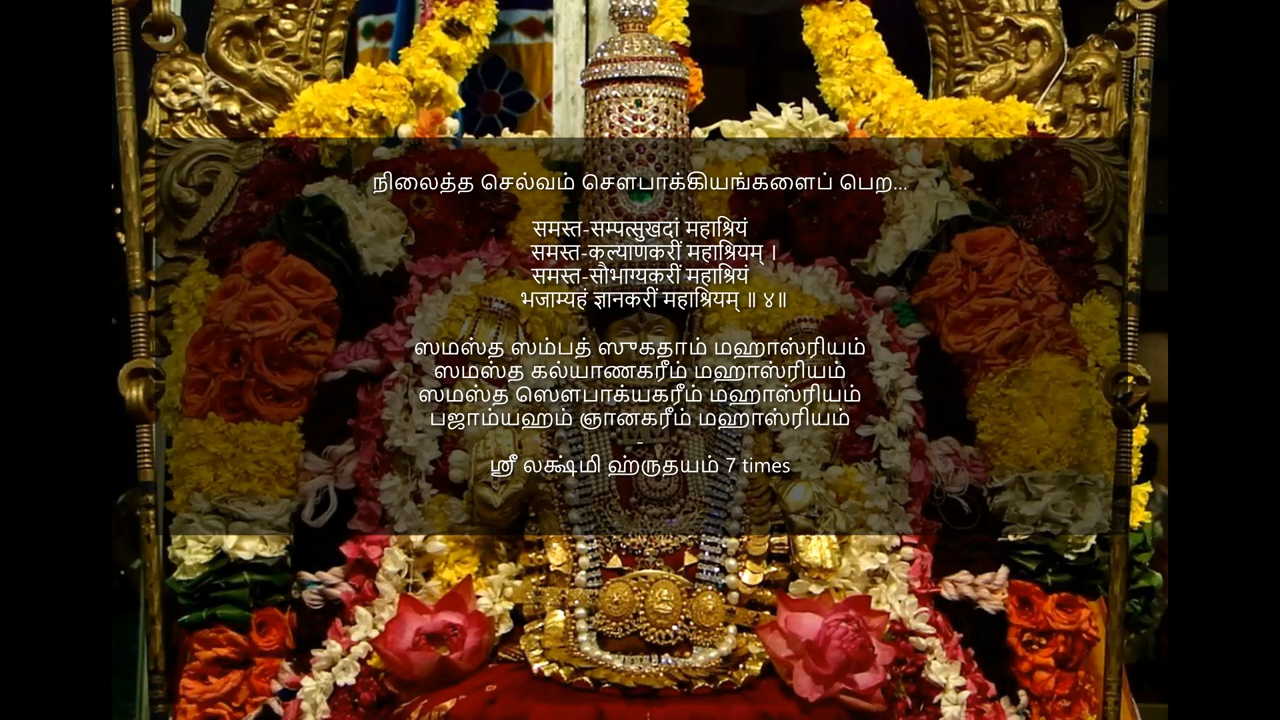 நிலைத்த செல்வம் சௌபாக்கியங்களைப் பெற...
समस्त-सम्पत्सुखदां महाश्रियं
समस्त-कल्याणकरीं महाश्रियम् ।
समस्त-सौभाग्यकरीं महाश्रियं
भजाम्यहं ज्ञानकरीं महाश्रियम् ॥ ४॥
ஸமஸ்த ஸம்பத் ஸுகதாம் மஹாஸ்ரியம்
ஸமஸ்த கல்யாணகரீம் மஹாஸ்ரியம்
ஸமஸ்த ஸௌபாக்யகரீம் மஹாஸ்ரியம்
பஜாம்யஹம் ஞானகரீம் மஹாஸ்ரியம்
-
ஸ்ரீ லக்ஷ்மி ஹ்ருதயம் 7 times